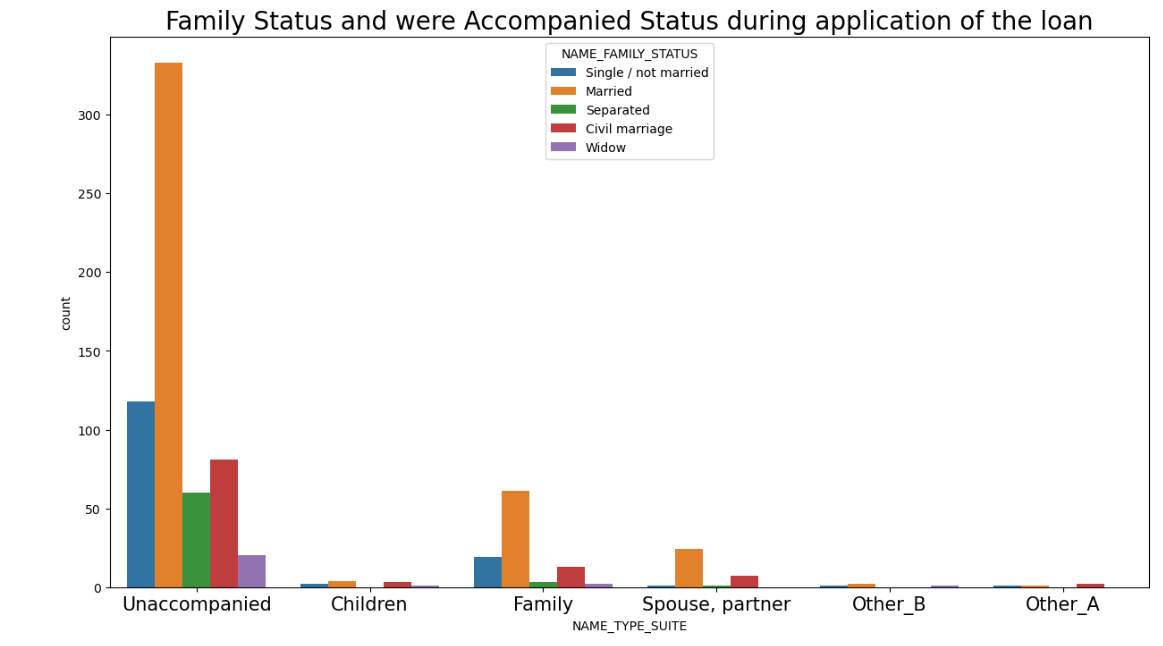 Family Status and were Accompanied Status during application of the loan
NAME_FAMILY_STATUS
Single / not married
Married
Separated
Civil marriage
Widow
300
250
200
150
100
50
0
count
Unaccompanied Children Family Spouse, partner Other_B Other_A
NAME_TYPE_SUITE